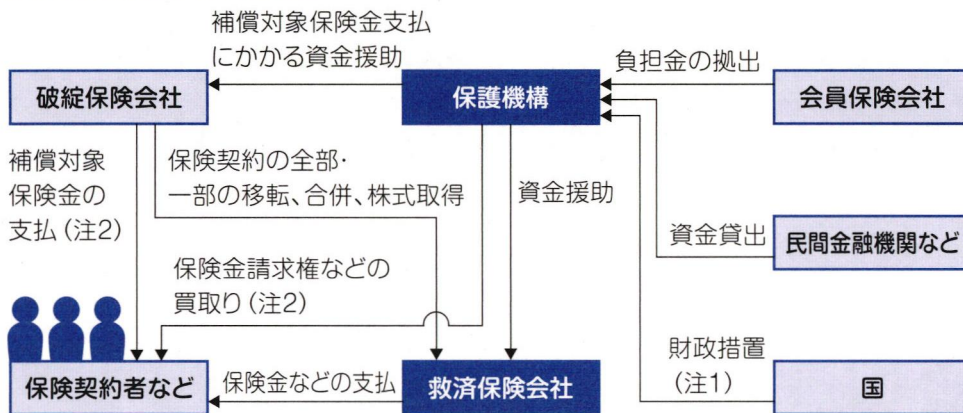 補償対象保険金支払
にかかる資金援助
負担金の拠出
破綻保険会社
保護機構
会員保険会社
補償対象
保険金の
支払(注2)
保険契約の全部・
一部の移転、合併、株式取得
資金援助
資金貸出
民間金融機関など
保険金請求権などの
買取り(注2)
財政措置
(注1)
保険契約者など
保険金などの支払
救済保険会社
国